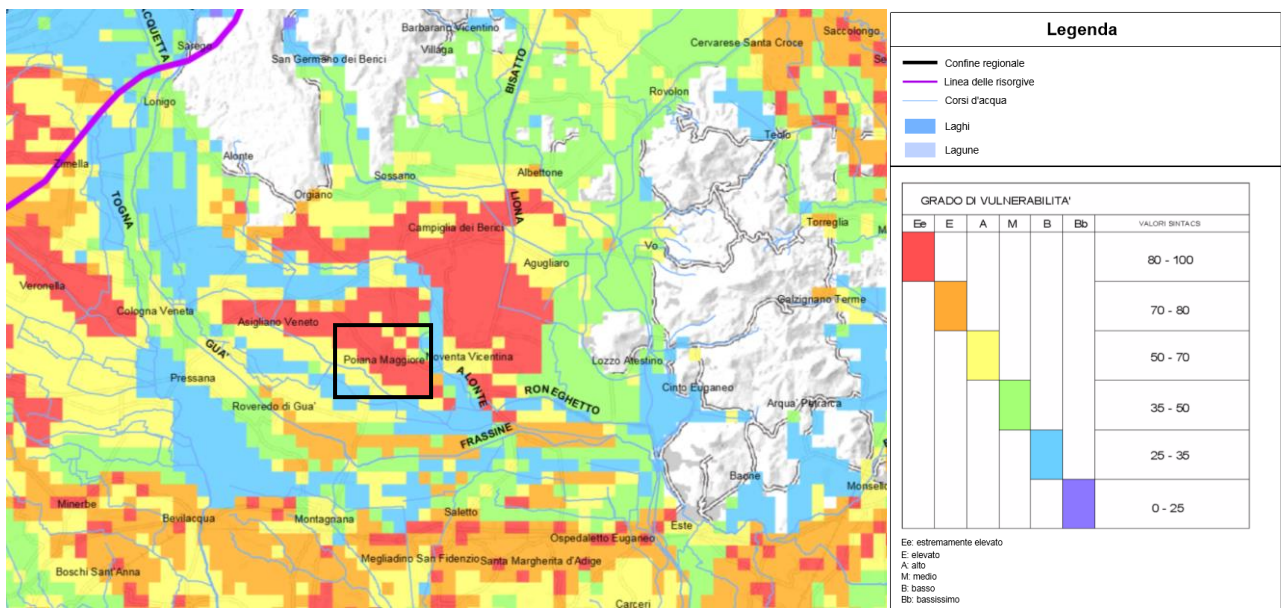 ACQUETTA
Sarego
Barbarano Vicentino
Villaga
San Germano dei Berici
BISATTO
Cervarese Santa Croce
Saccolongo
Rovolon
Lonigo
Teolo
Zimella
Alonte
Sossano
Albettone
TOGNA
Orgiano
LIONA
Campiglia dei Berici
Torreglia
Vo
Agugliaro
Veronella
Cologna Veneta
Asigliano Veneto
Galzignano Terme
GUA'
Poiana Maggiore
Noventa Vicentina
Lozzo Atestino
Pressana
A LONTE
RON EGHETTO
Cinto Euganeo
Roveredo di Gua'
Arqua' Petrarca
FRASSINE
Baone
Monseli
Minerbe
Bevilacqua
Montagnana
Saletto
Este
Ospedaletto Euganeo
Boschi Sant'Anna
Megliadino San Fidenzio
Santa Margherita d'Adige
Carceri
Legenda
Confine regionale
Linea delle risorgive
Corsi d'acqua
Laghi
Lagune
GRADO DI VULNERABILITA'
Ee E A M B Bb VALORI SINTACS
80 - 100
70 - 80
50 - 70
35 - 50
25 - 35
0 - 25
Ee: estremamente elevato
E: elevato
A: alto
M: medio
B: basso
Bb: bassissimo